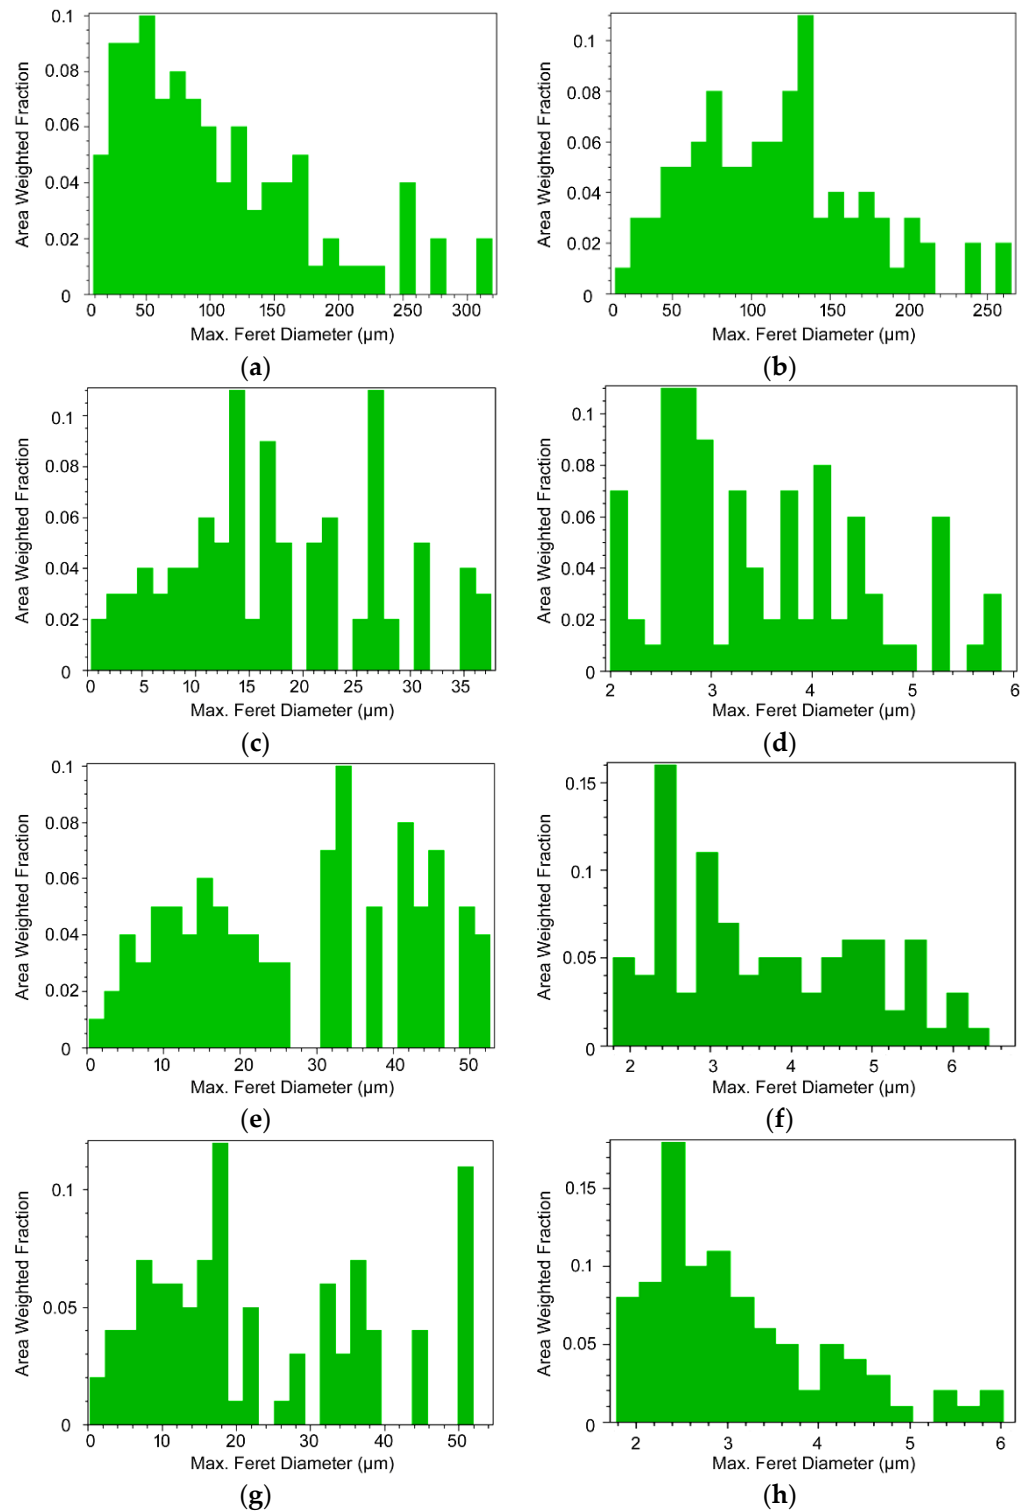 0.1
0.08
0.06
0.04
0.02
0
Area Weighted Fraction
0 50 100 150 200 250 300
Max. Feret Diameter (µm)
(a)
0.1
0.08
0.06
0.04
0.02
0
Area Weighted Fraction
0 50 100 150 200 250
Max. Feret Diameter (µm)
(b)
0.1
0.08
0.06
0.04
0.02
0
Area Weighted Fraction
0 5 10 15 20 25 30 35
Max. Feret Diameter (µm)
(c)
0.1
0.08
0.06
0.04
0.02
0
Area Weighted Fraction
2 3 4 5 6
Max. Feret Diameter (µm)
(d)
0.1
0.08
0.06
0.04
0.02
0
Area Weighted Fraction
0 10 20 30 40 50
Max. Feret Diameter (µm)
(e)
0.15
0.1
0.05
0
Area Weighted Fraction
2 3 4 5 6
Max. Feret Diameter (µm)
(f)
0.1
0.05
0
Area Weighted Fraction
0 10 20 30 40 50
Max. Feret Diameter (µm)
(g)
0.15
0.1
0.05
0
Area Weighted Fraction
2 3 4 5 6
Max. Feret Diameter (µm)
(h)